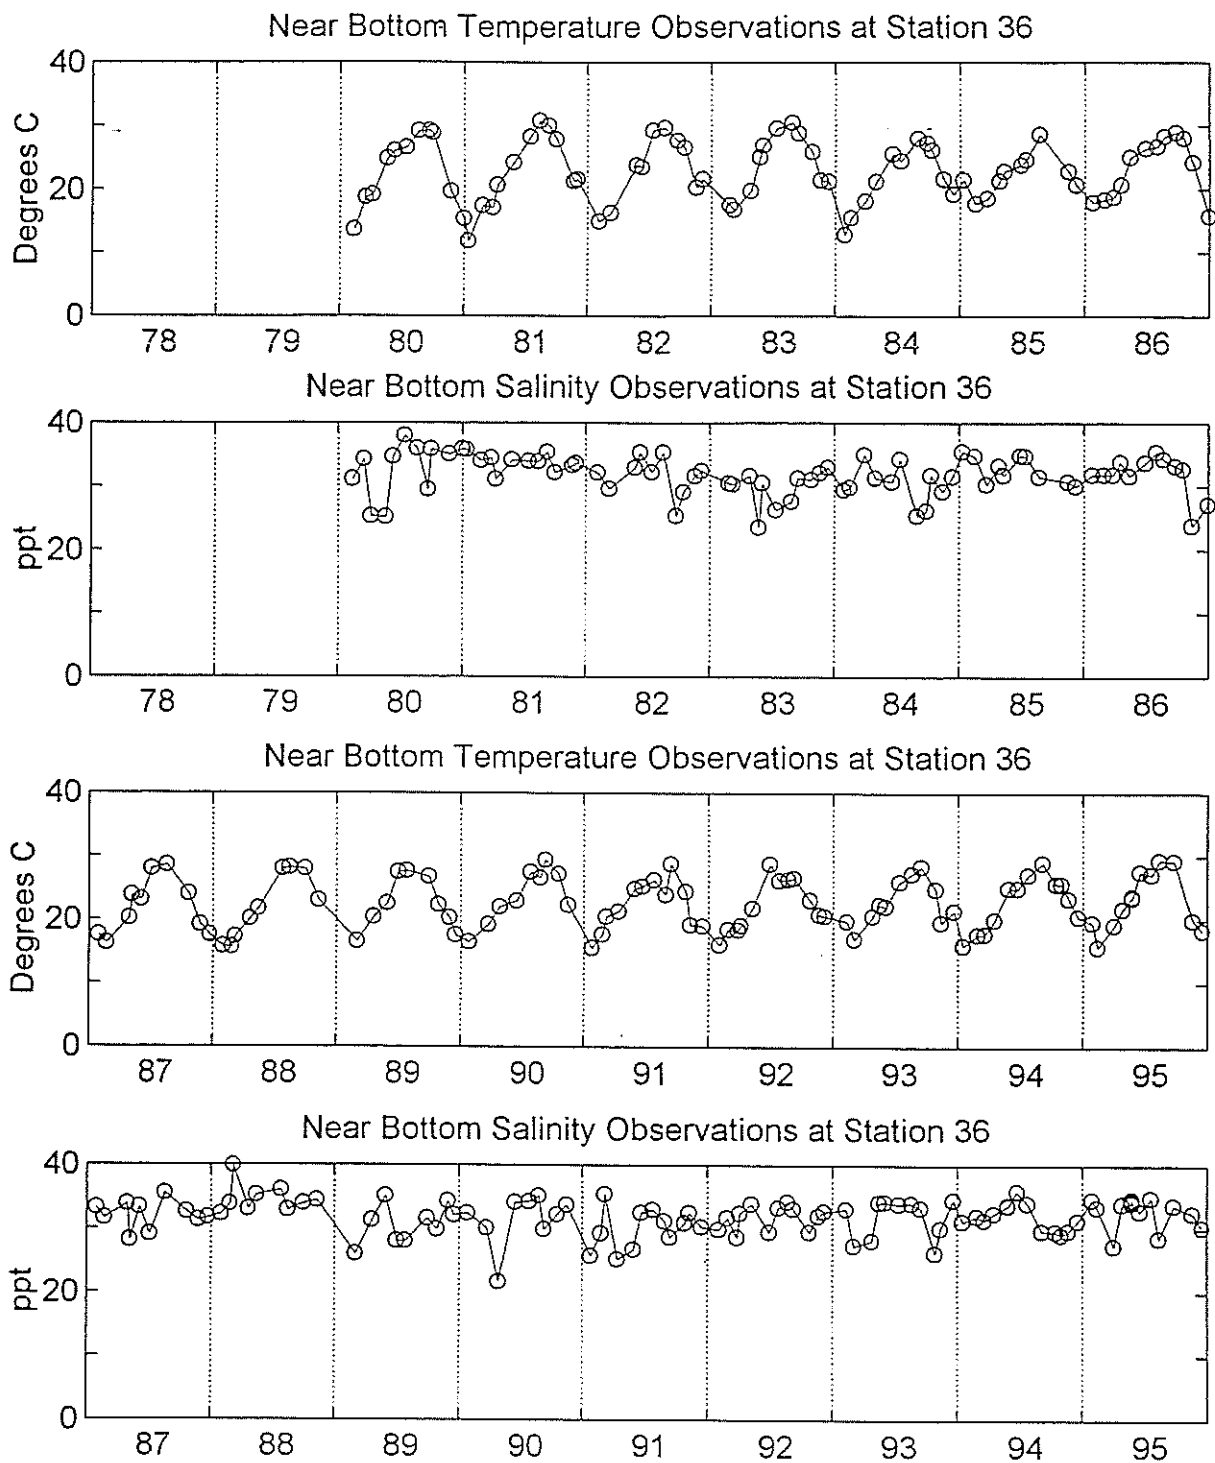 Near Bottom Temperature Observations at Station 36
40
20
0
Degrees C
78 79 80 81 82 83 84 85 86
Near Bottom Salinity Observations at Station 36
40
20
0
ppt
78 79 80 81 82 83 84 85 86
Near Bottom Temperature Observations at Station 36
40
20
0
Degrees C
87 88 89 90 91 92 93 94 95
Near Bottom Salinity Observations at Station 36
40
20
0
ppt
87 88 89 90 91 92 93 94 95